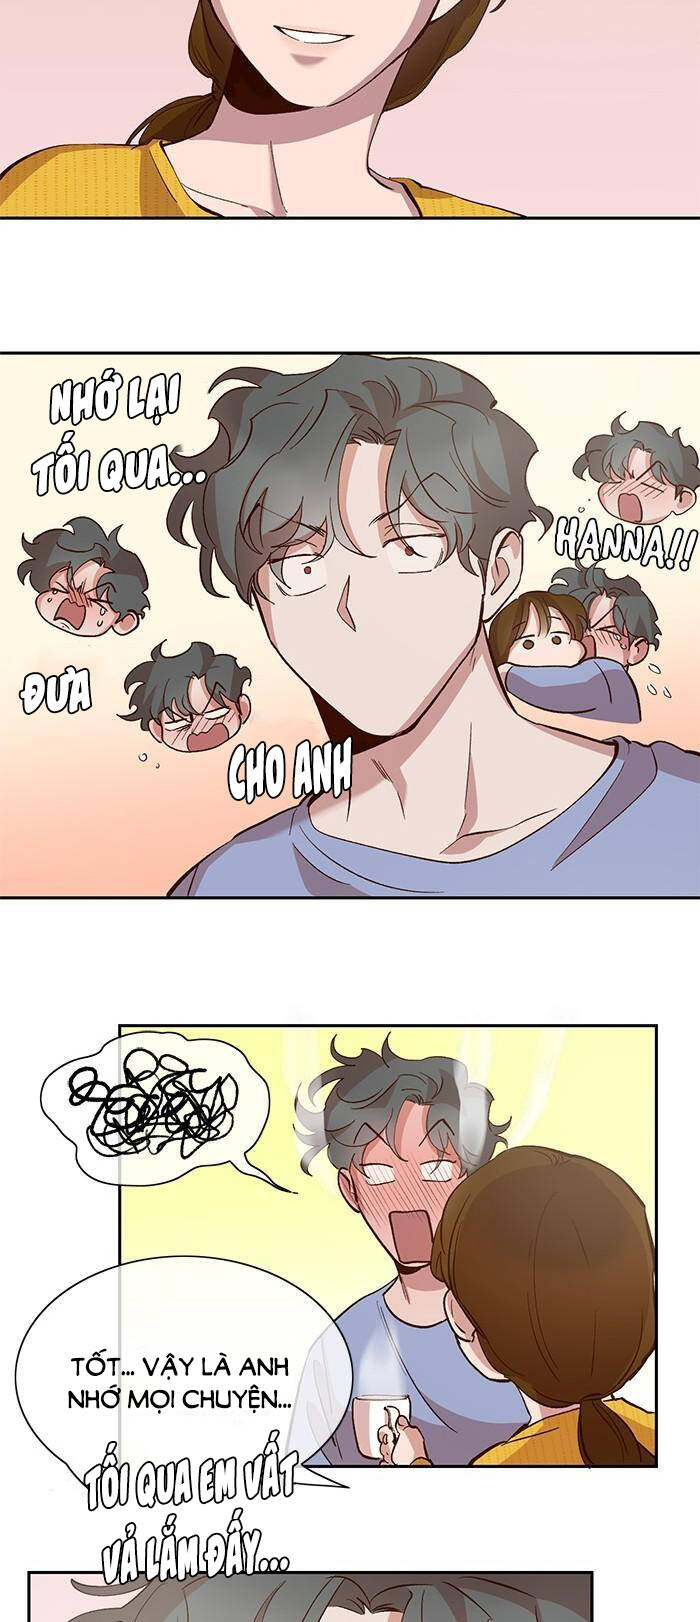 NHỚ LẠI
TỐI QUA...
HANNA!!
ĐƯA
CHO ANH
TỐT... VẬY LÀ ANH
NHỚ MỌI CHUYỆN...
TỐI QUA EM VẤT
VẢ LẮM ĐẤY...